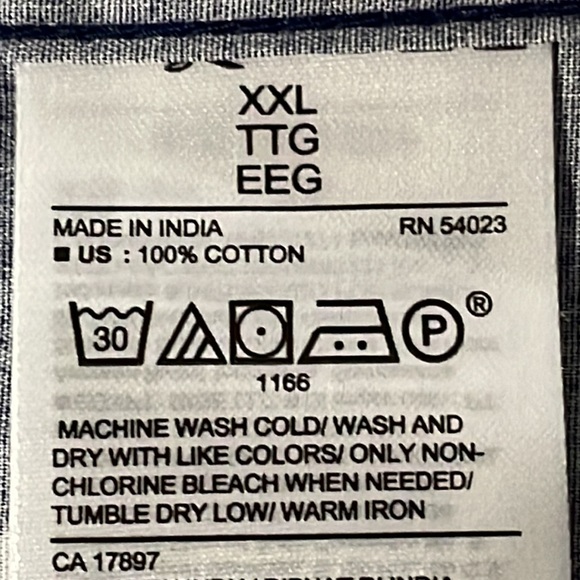 XXL
TTG
EEG
MADE IN INDIA RN 54023
US : 100% COTTON
30 P ®
1166
MACHINE WASH COLD/ WASH AND
DRY WITH LIKE COLORS/ ONLY NON-
CHLORINE BLEACH WHEN NEEDED/
TUMBLE DRY LOW/ WARM IRON
CA 17897